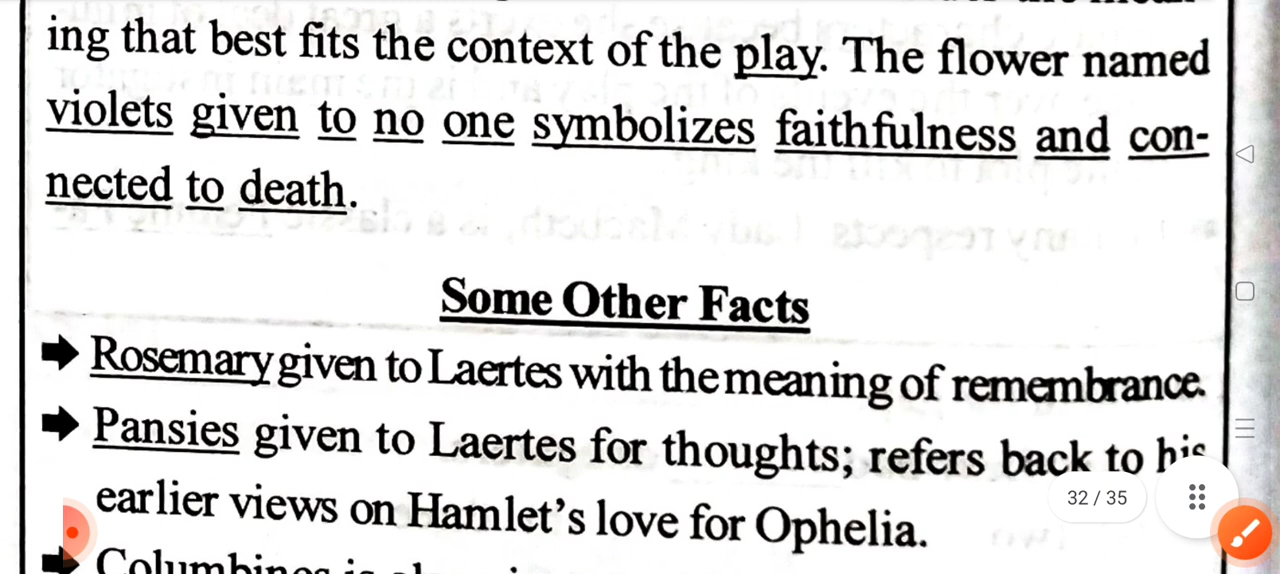 ing that best fits the context of the play. The flower named
violets given to no one symbolizes faithfulness and con-
nected to death.
Some Other Facts
➡ Rosemary given to Laertes with the meaning of remembrance.
➡ Pansies given to Laertes for thoughts; refers back to his
earlier views on Hamlet's love for Ophelia.
32 / 35